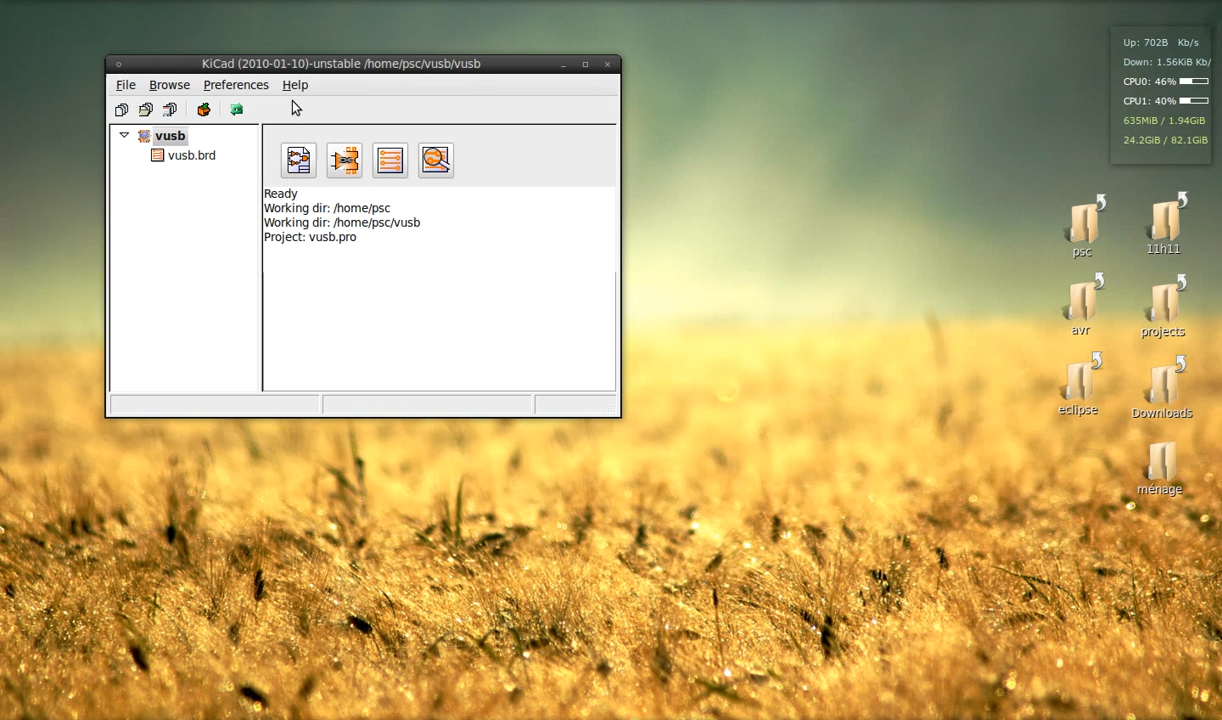 KiCad (2010-01-10)-unstable /home/psc/vusb/vusb
File Browse Preferences Help
vusb
vusb.brd
Ready
Working dir: /home/psc
Working dir: /home/psc/vusb
Project: vusb.pro
Up: 702B Kb/s
Down: 1.56KiB Kb/
CPU0: 46%
CPU1: 40%
635MiB / 1.94GiB
24.2GiB / 82.1GiB
psc
11h11
avr
projects
eclipse
Downloads
ménage